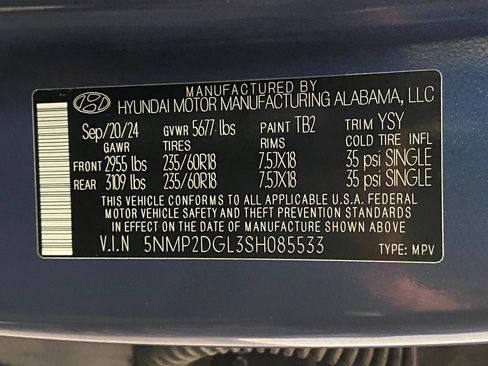 MANUFACTURED BY
HYUNDAI MOTOR MANUFACTURING ALABAMA, LLC
Sep/20/24 GVWR 5677 lbs PAINT TB2 TRIM YSY
GAWR TIRES RIMS COLD TIRE INFL
FRONT 2955 lbs 235/60R18 7.5JX18 35 psi SINGLE
REAR 3109 lbs 235/60R18 7.5JX18 35 psi SINGLE
THIS VEHICLE CONFORMS TO ALL APPLICABLE U.S.A. FEDERAL
MOTOR VEHICLE SAFETY AND THEFT PREVENTION STANDARDS
IN EFFECT ON THE DATE OF MANUFACTURE SHOWN ABOVE.
V.I.N 5NMP2DGL3SH085533 TYPE: MPV